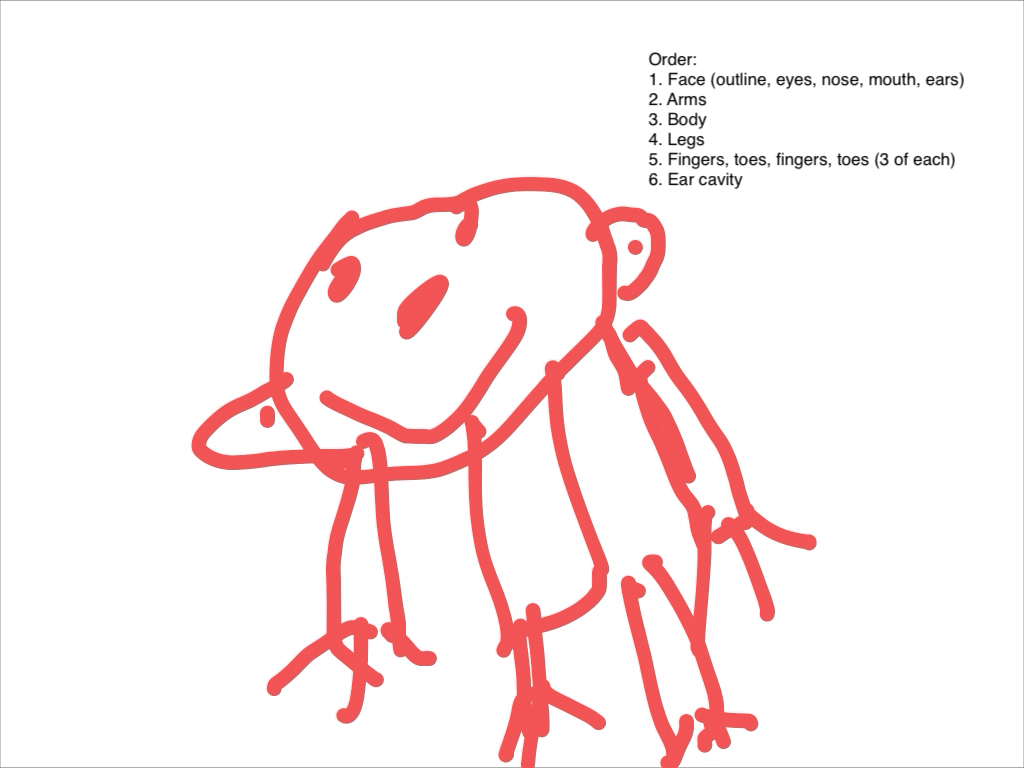 Order:
1. Face (outline, eyes, nose, mouth, ears)
2. Arms
3. Body
4. Legs
5. Fingers, toes, fingers, toes (3 of each)
6. Ear cavity